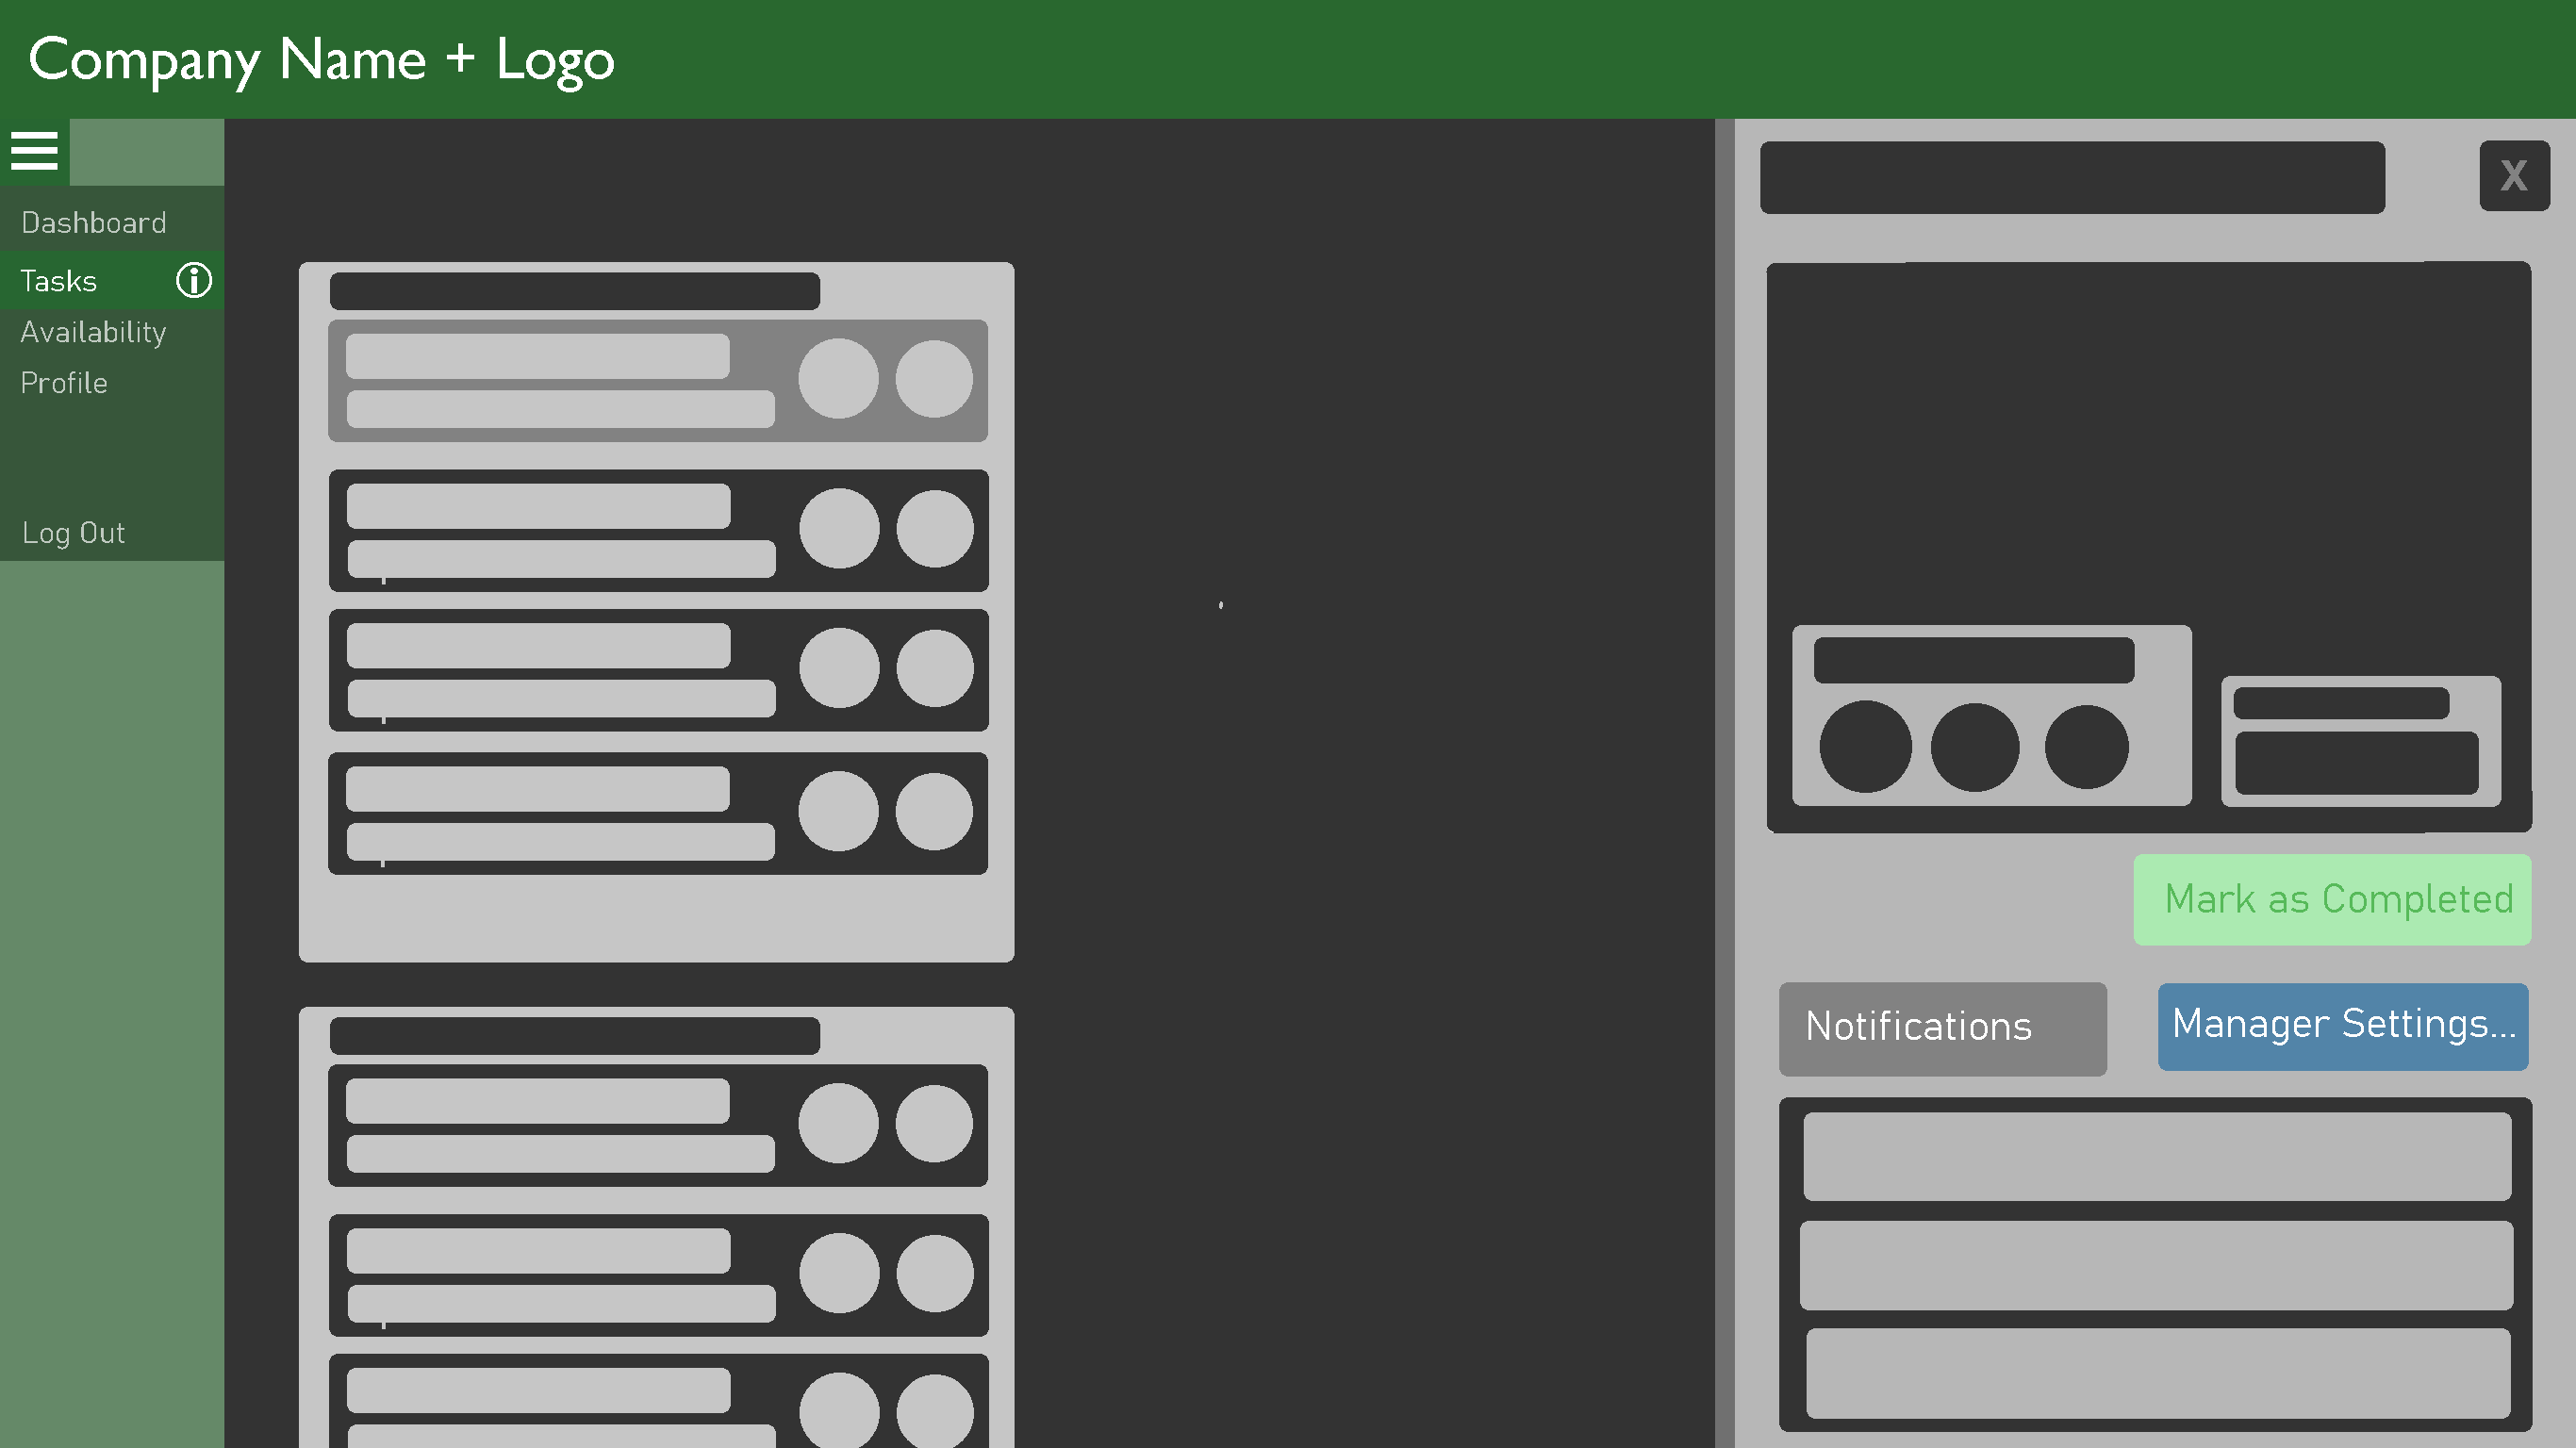 Company Name + Logo
Dashboard
Tasks
Availability
Profile
Log Out
X
Mark as Completed
Notifications
Manager Settings...